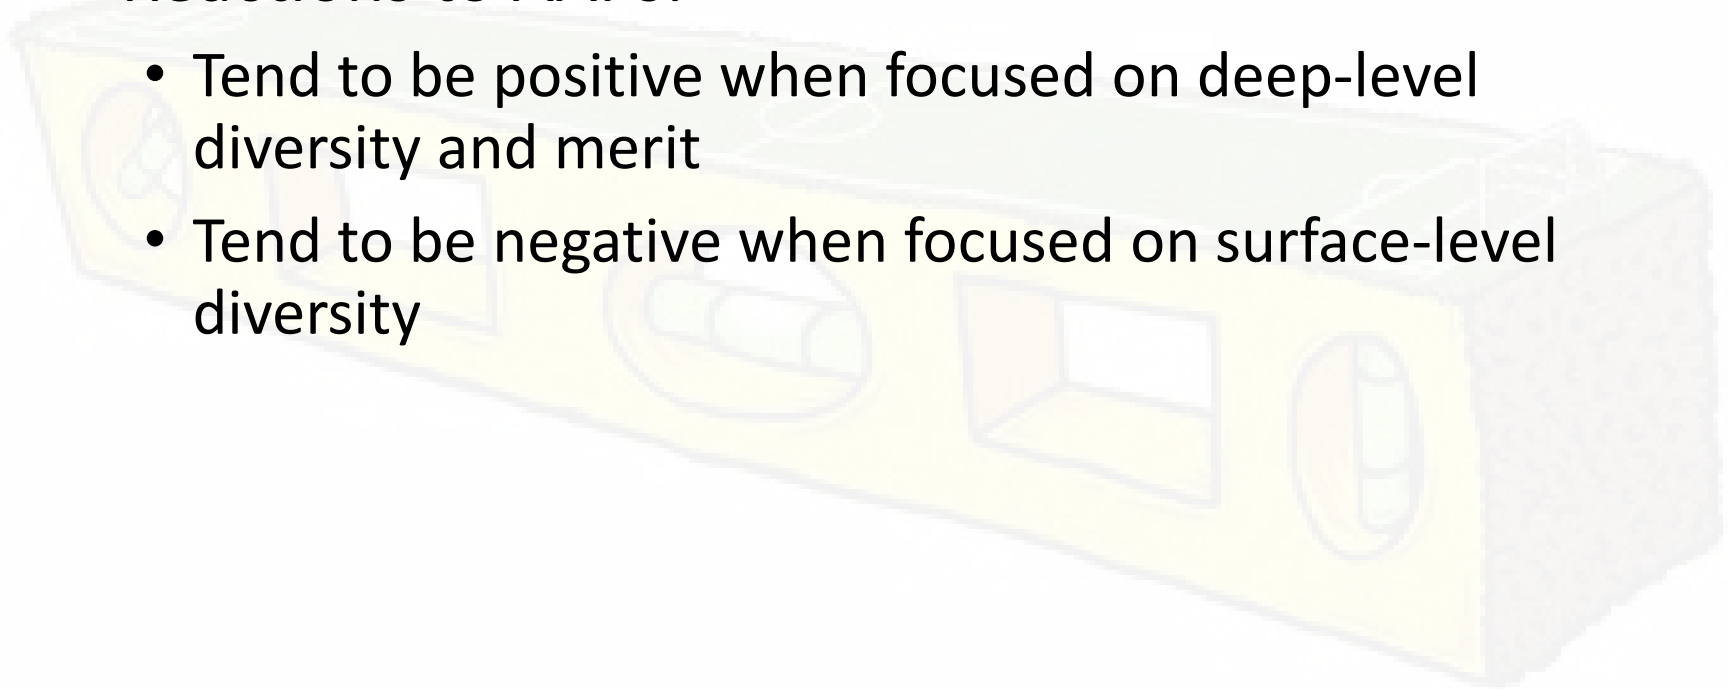 • Tend to be positive when focused on deep-level
diversity and merit
• Tend to be negative when focused on surface-level
diversity